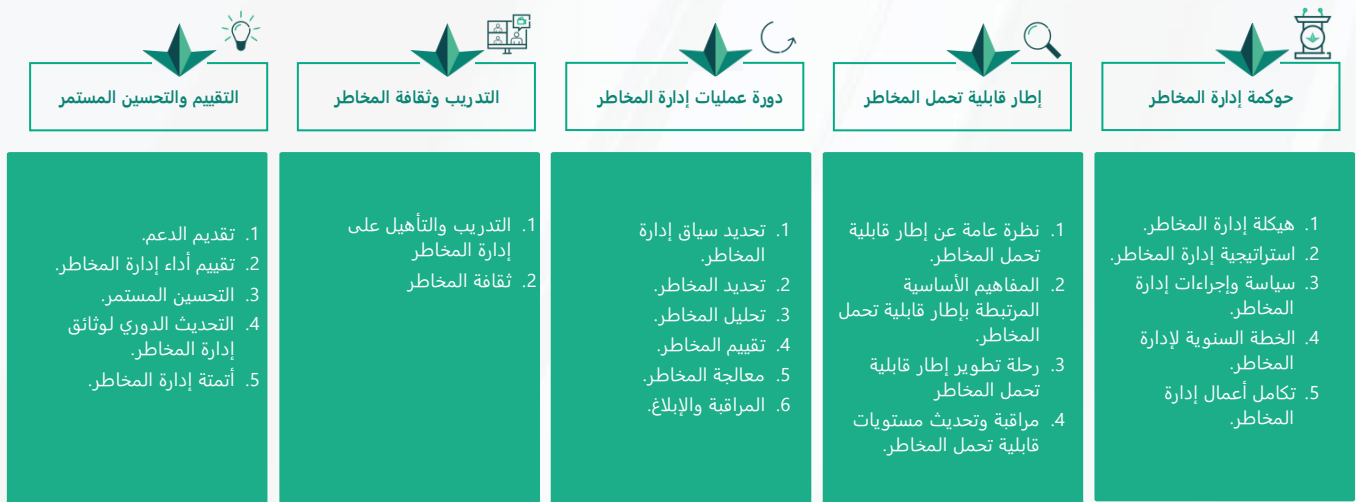 حوكمة إدارة المخاطر
1. هيكلة إدارة المخاطر.
2. استراتيجية إدارة المخاطر.
3. سياسة وإجراءات إدارة
المخاطر.
4. الخطة السنوية لإدارة
المخاطر.
5. تكامل أعمال إدارة
المخاطر.
إطار قابلية تحمل المخاطر
1. نظرة عامة عن إطار قابلية
تحمل المخاطر.
2. المفاهيم الأساسية
المرتبطة بإطار قابلية تحمل
المخاطر.
3. رحلة تطوير إطار قابلية
تحمل المخاطر
4. مراقبة وتحديث مستويات
قابلية تحمل المخاطر.
دورة عمليات إدارة المخاطر
1. تحديد سياق إدارة
المخاطر.
2. تحديد المخاطر.
3. تحليل المخاطر.
4. تقييم المخاطر.
5. معالجة المخاطر.
6. المراقبة والإبلاغ.
التدريب وثقافة المخاطر
1. التدريب والتأهيل على
إدارة المخاطر
2. ثقافة المخاطر
التقييم والتحسين المستمر
1. تقديم الدعم.
2. تقييم أداء إدارة المخاطر.
3. التحسين المستمر.
4. التحديث الدوري لوثائق
إدارة المخاطر.
5. أتمتة إدارة المخاطر.